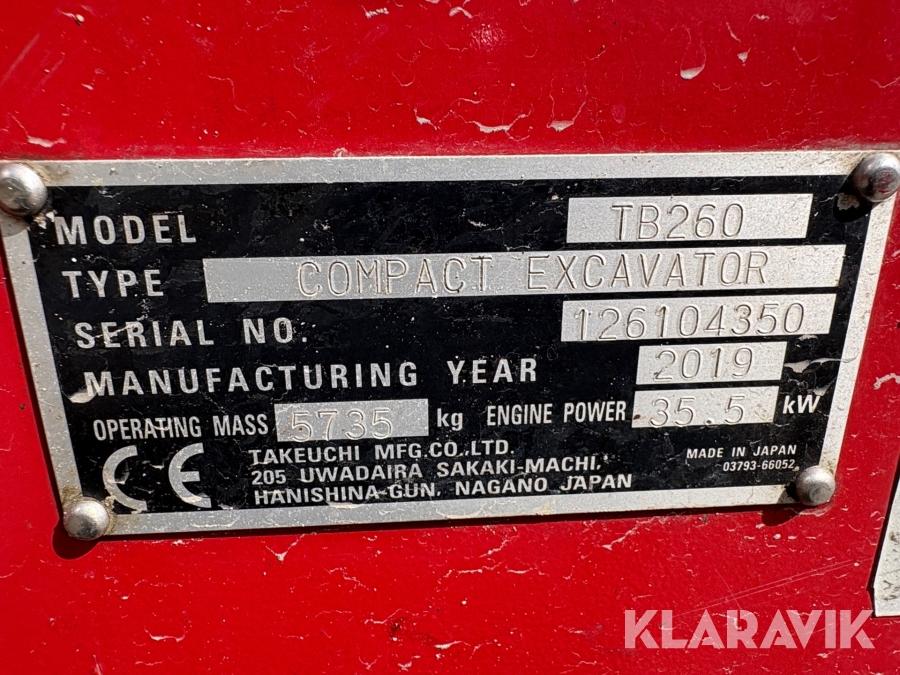 MODEL TB260
TYPE COMPACT EXCAVATOR
SERIAL NO. 126104350
MANUFACTURING YEAR 2019
OPERATING MASS 5735 kg ENGINE POWER 35.5 kW
CE
TAKEUCHI MFG.CO.,LTD.
205 UWADAIRA SAKAKI-MACHI,
HANISHINA-GUN, NAGANO JAPAN
MADE IN JAPAN
03793-66052
KLARAVIK